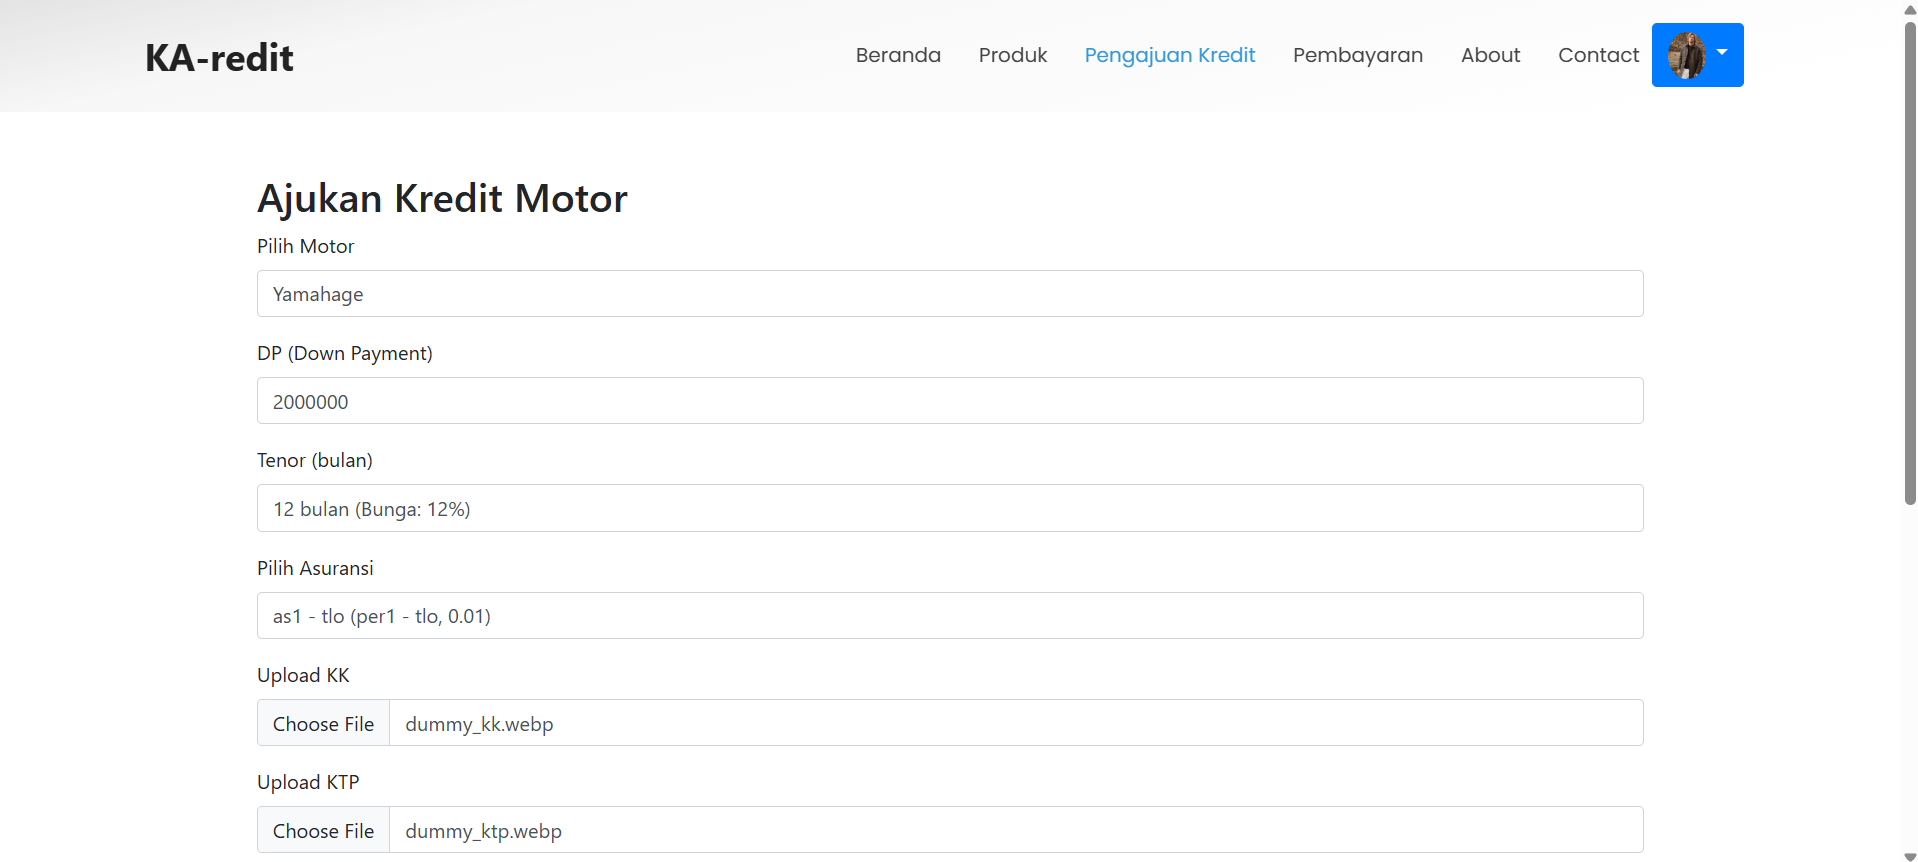 KA-redit
Beranda Produk Pengajuan Kredit Pembayaran About Contact
Ajukan Kredit Motor
Pilih Motor
Yamahage
DP (Down Payment)
2000000
Tenor (bulan)
12 bulan (Bunga: 12%)
Pilih Asuransi
as1 - tlo (per1 - tlo, 0.01)
Upload KK
Choose File dummy_kk.webp
Upload KTP
Choose File dummy_ktp.webp